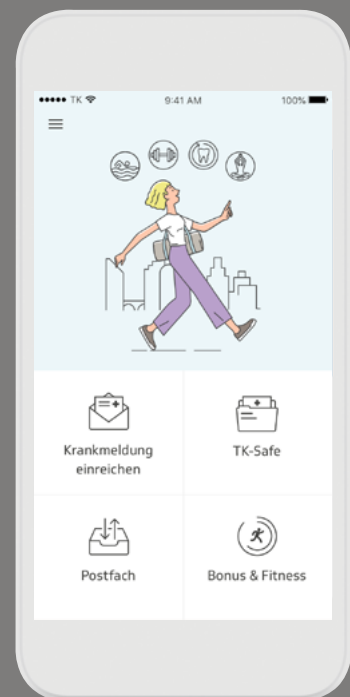 TK 9:41 AM 100%
Krankmeldung
einreichen
TK-Safe
Postfach
Bonus & Fitness